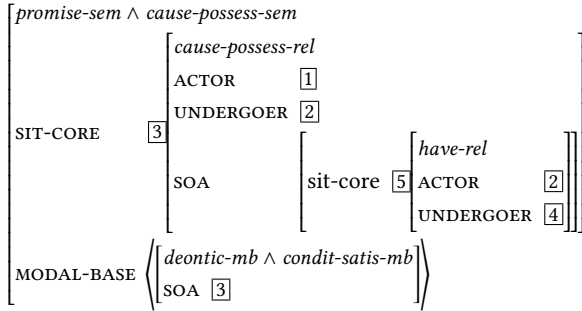 promise-sem ∧ cause-possess-sem
cause-possess-rel
ACTOR 1
UNDERGOER 2
SIT-CORE 3
have-rel
SOA sit-core 5 ACTOR 2
UNDERGOER 4
deontic-mb ∧ condit-satis-mb
MODAL-BASE
SOA 3